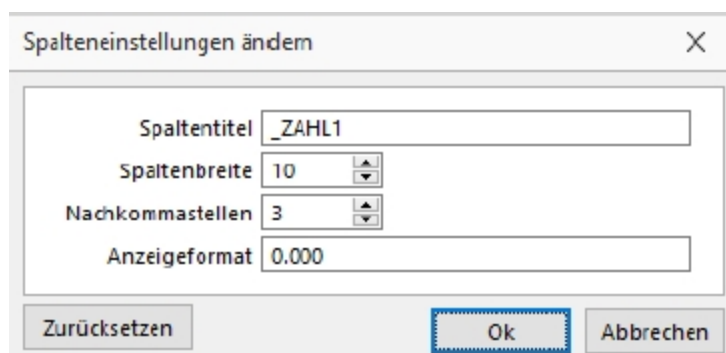 Spalteneinstellungen ändern
Spaltentitel _ZAHL1
Spaltenbreite 10
Nachkommastellen 3
Anzeigeformat 0.000
Zurücksetzen Ok Abbrechen